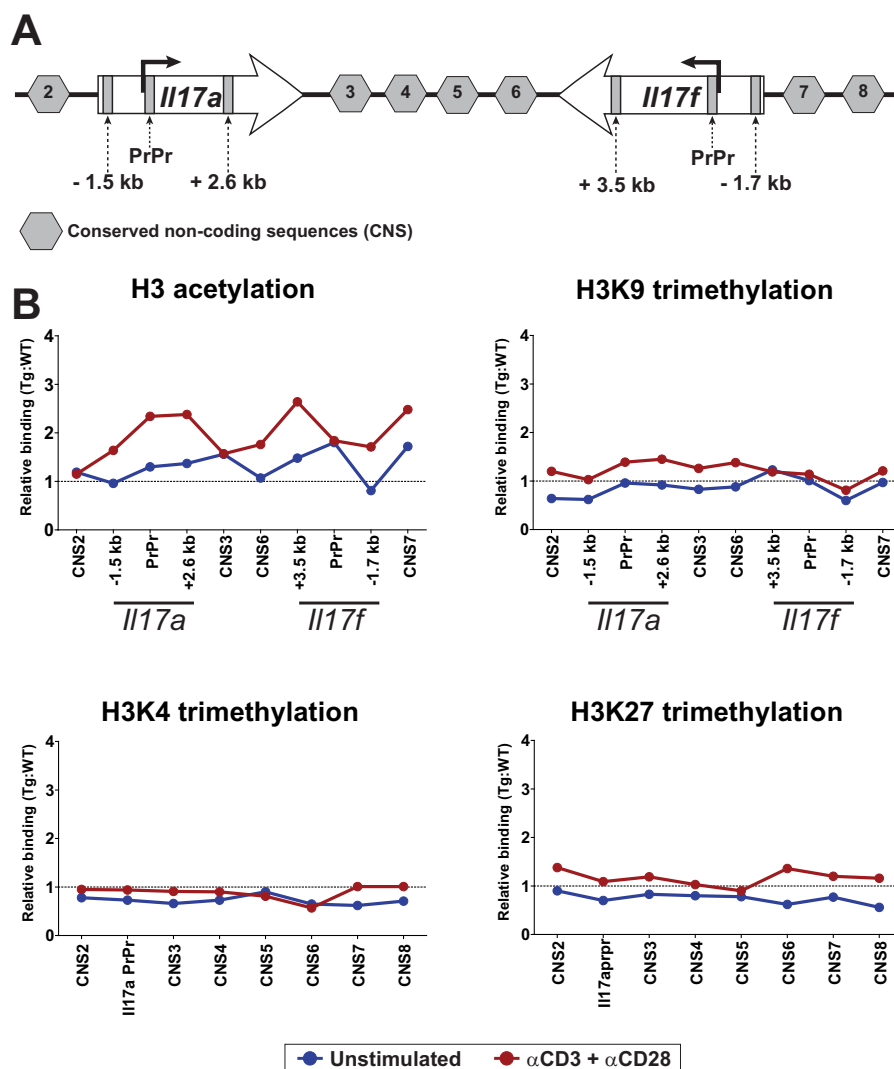 A
2
Il17a
3
4
5
6
Il17f
7
8
PrPr
PrPr
- 1.5 kb
+ 2.6 kb
+ 3.5 kb
- 1.7 kb
Conserved non-coding sequences (CNS)
B
H3 acetylation
Relative binding (Tg:WT)
4
3
2
1
0
CNS2
-1.5 kb
PrPr
+2.6 kb
CNS3
CNS6
+3.5 kb
PrPr
-1.7 kb
CNS7
Il17a
Il17f
H3K9 trimethylation
Relative binding (Tg:WT)
4
3
2
1
0
CNS2
-1.5 kb
PrPr
+2.6 kb
CNS3
CNS6
+3.5 kb
PrPr
-1.7 kb
CNS7
Il17a
Il17f
H3K4 trimethylation
Relative binding (Tg:WT)
4
3
2
1
0
CNS2
Il17a PrPr
CNS3
CNS4
CNS5
CNS6
CNS7
CNS8
H3K27 trimethylation
Relative binding (Tg:WT)
4
3
2
1
0
CNS2
Il17aprpr
CNS3
CNS4
CNS5
CNS6
CNS7
CNS8
Unstimulated
αCD3 + αCD28